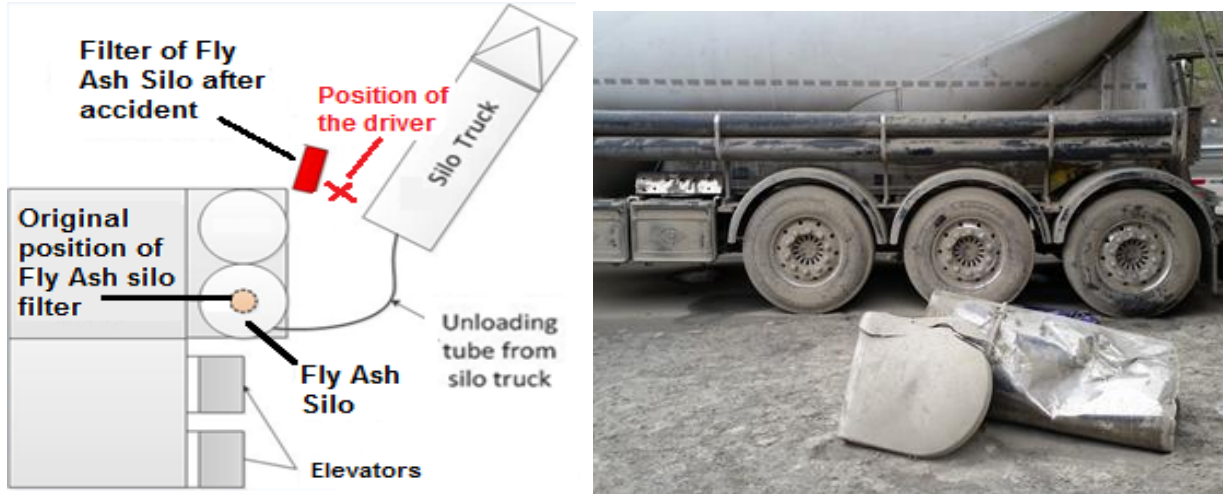 Filter of Fly
Ash Silo after
accident
Position of
the driver
Silo Truck
Original
position of
Fly Ash silo
filter
Unloading
tube from
silo truck
Fly Ash
Silo
Elevators